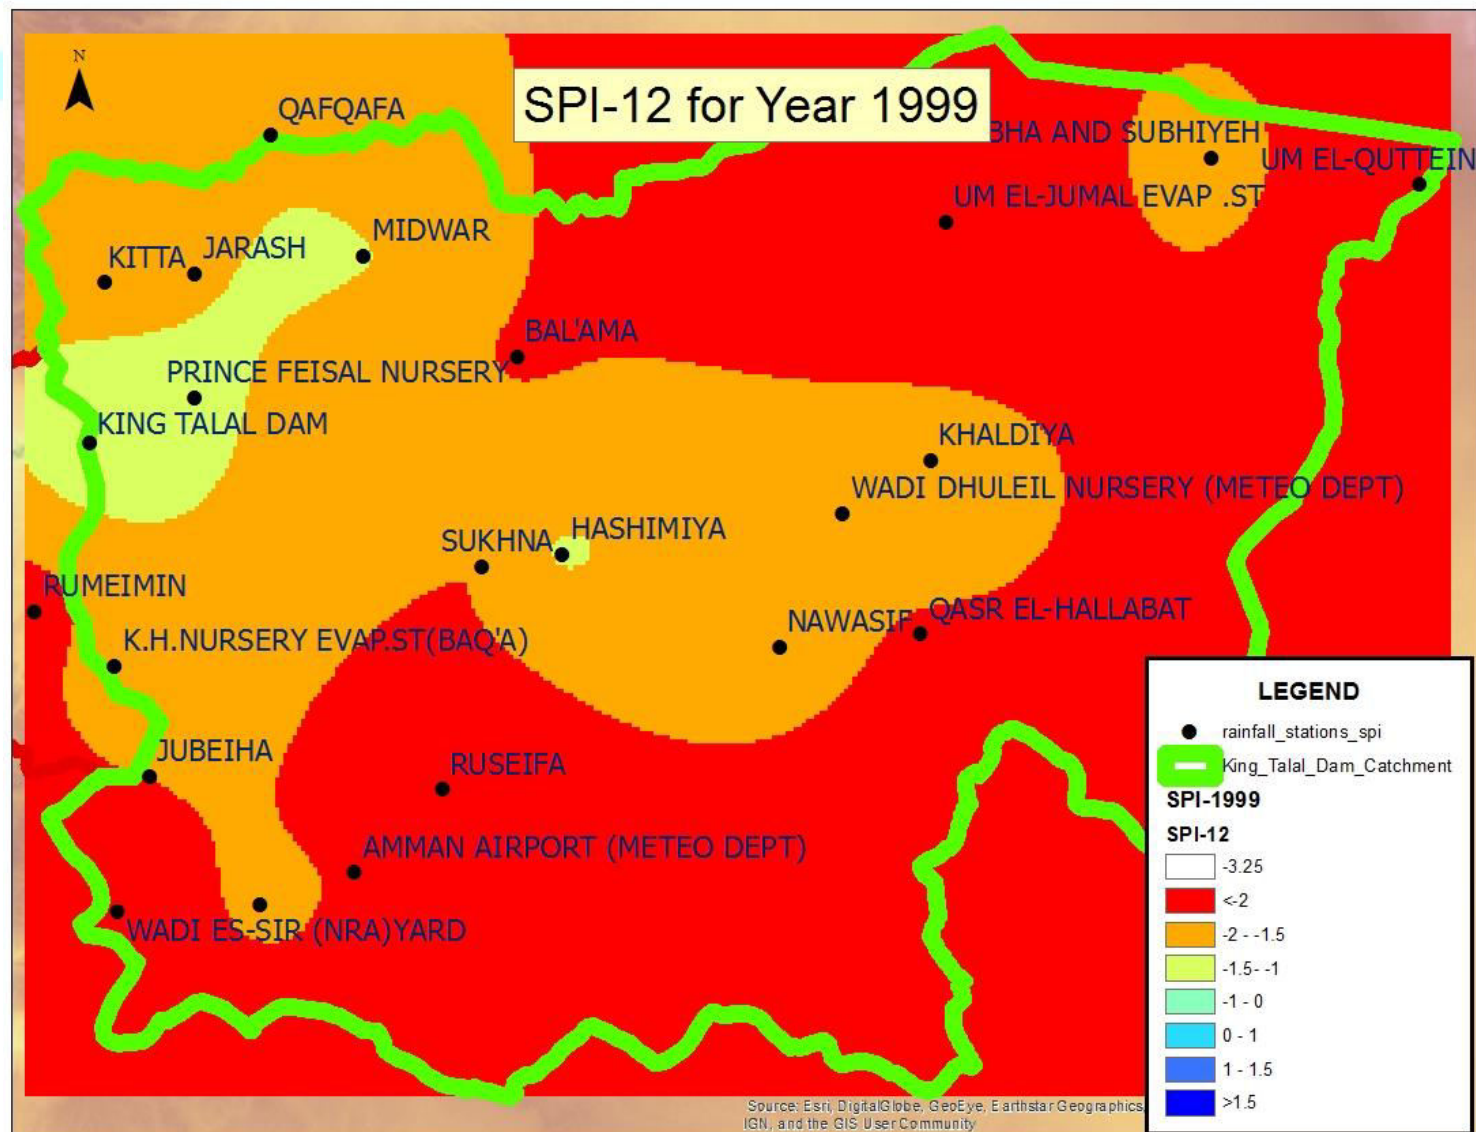 N
SPI-12 for Year 1999
QAFQAFA
BHA AND SUBHIYEH
UM EL-QUTTEIN
UM EL-JUMAL EVAP .ST
MIDWAR
JARASH
KITTA
BAL'AMA
PRINCE FEISAL NURSERY
KING TALAL DAM
KHALDIYA
WADI DHULEIL NURSERY (METEO DEPT)
HASHIMIYA
SUKHNA
RUMEIMIN
QASR EL-HALLABAT
NAWASIF
K.H.NURSERY EVAP.ST(BAQ'A)
JUBEIHA
RUSEIFA
AMMAN AIRPORT (METEO DEPT)
WADI ES-SIR (NRA)YARD
LEGEND
rainfall_stations_spi
King_Talal_Dam_Catchment
SPI-1999
SPI-12
-3.25
<-2
-2 - -1.5
-1.5- -1
-1 - 0
0 - 1
1 - 1.5
>1.5
Source: Esri, DigitalGlobe, GeoEye, Earthstar Geographics,
IGN, and the GIS User Community